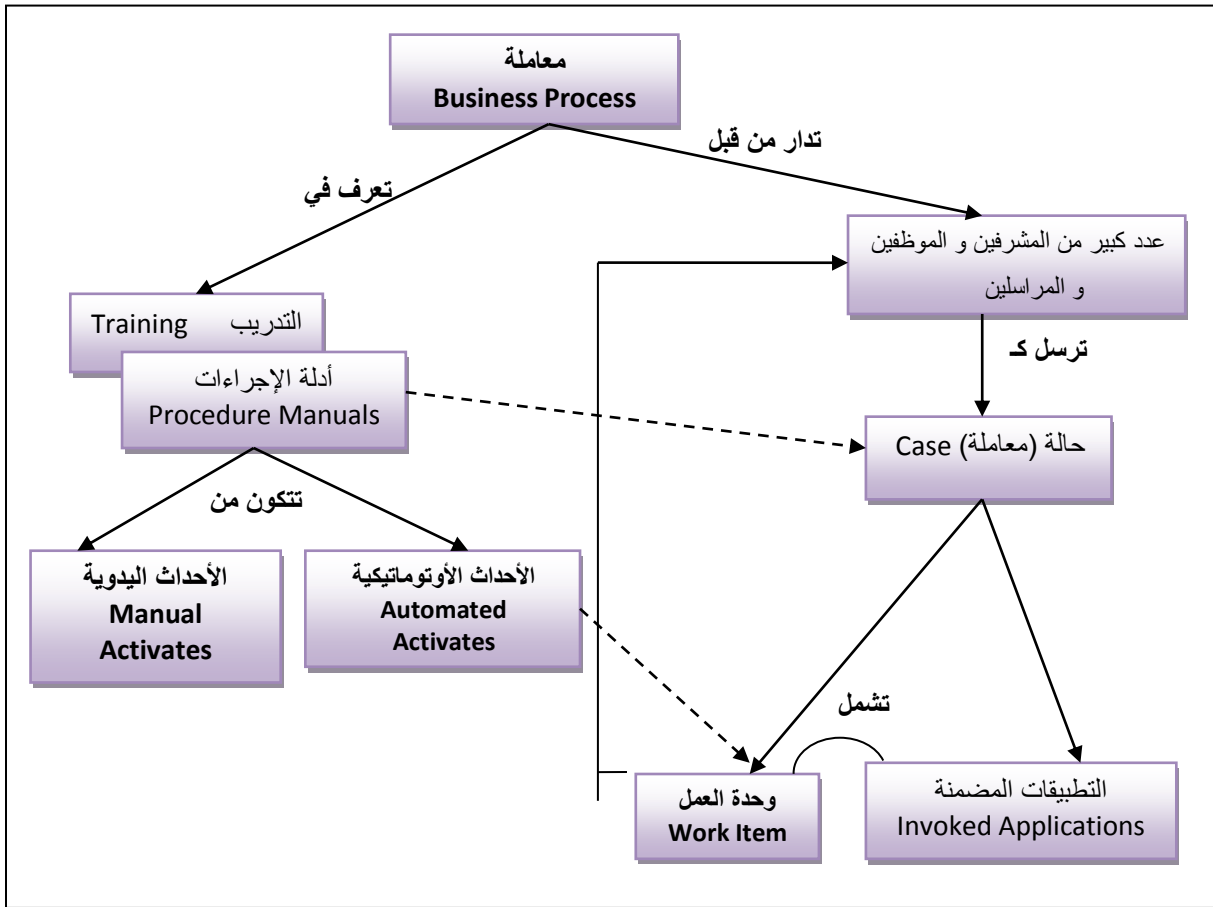 معاملة
Business Process
تدار من قبل
تعرف في
عدد كبير من المشرفين و الموظفين
و المراسلين
التدريب Training
ترسل كـ
أدلة الإجراءات
Procedure Manuals
حالة (معاملة) Case
تتكون من
الأحداث اليدوية
Manual
Activates
الأحداث الأوتوماتيكية
Automated
Activates
تشمل
وحدة العمل
Work Item
التطبيقات المضمنة
Invoked Applications